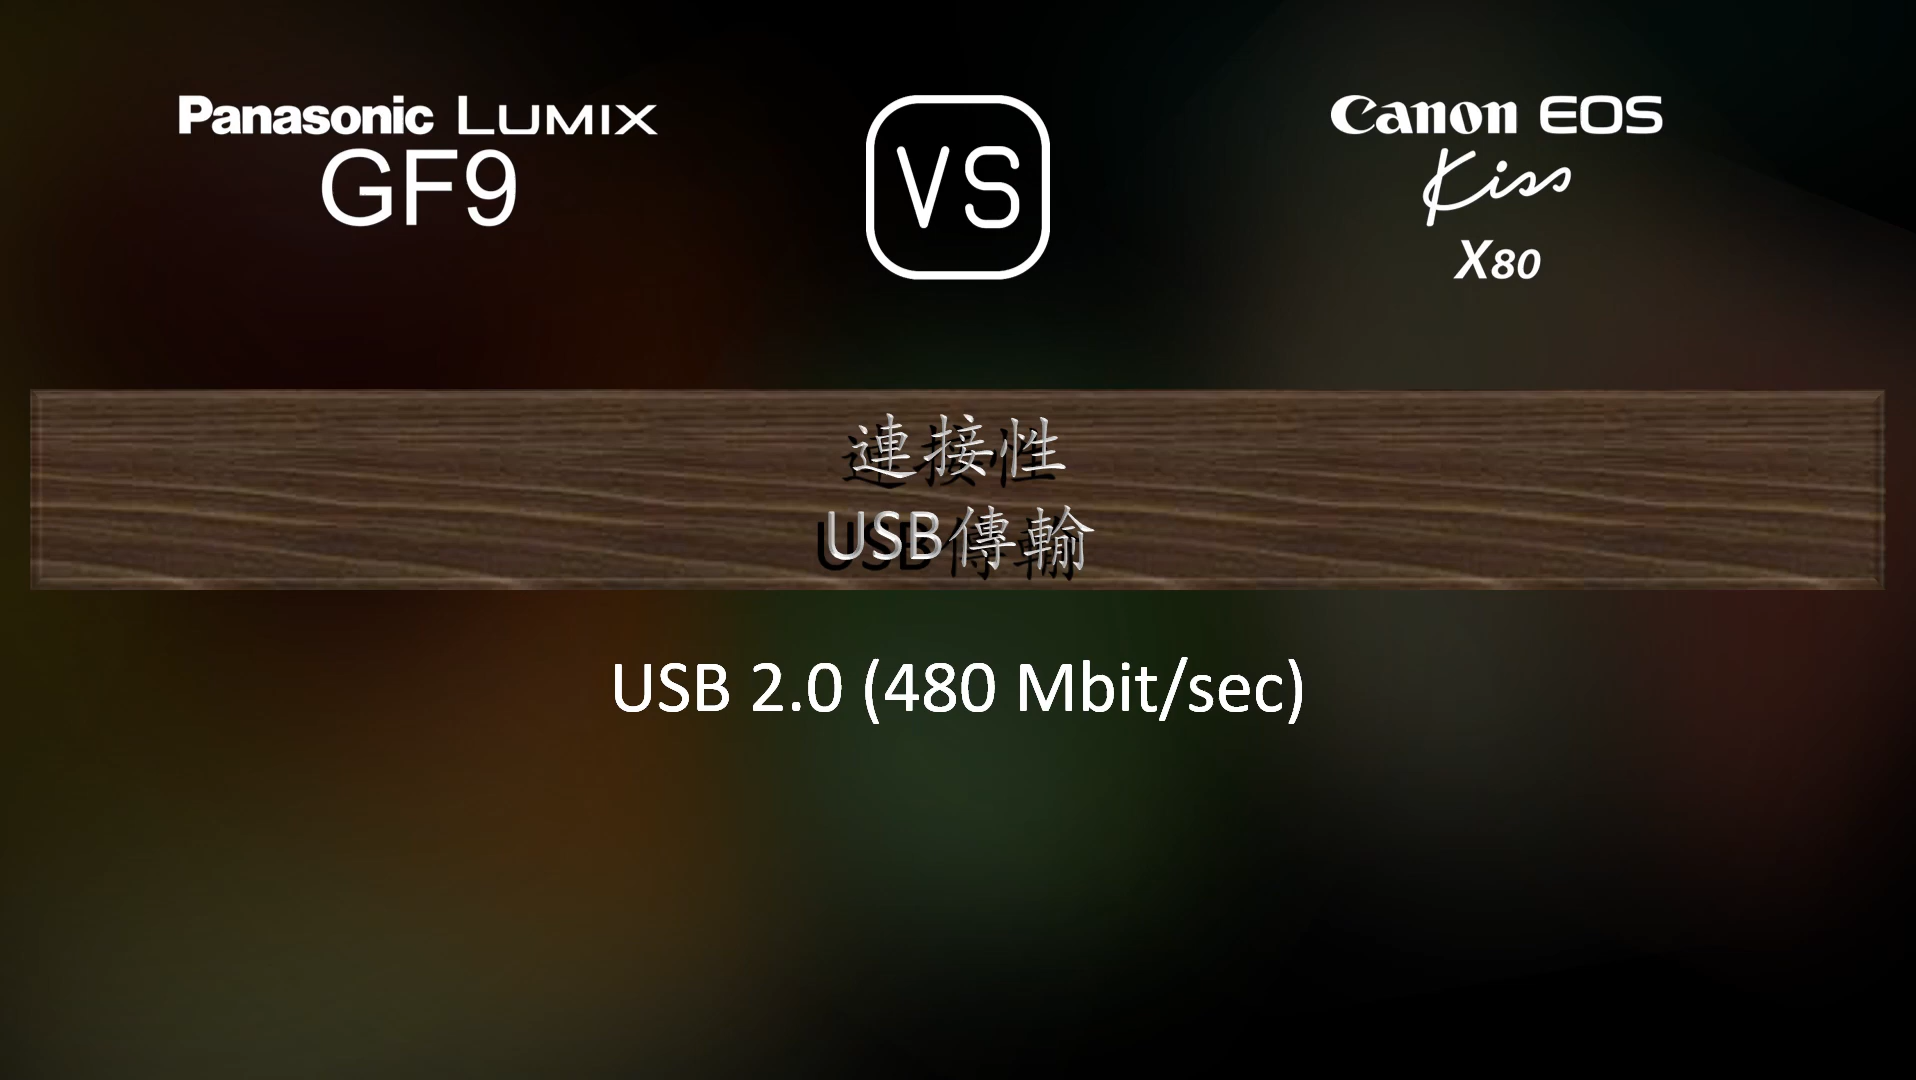 Panasonic LUMIX
GF9
VS
Canon EOS
Kiss
X80
連接性
USB傳輸
USB 2.0 (480 Mbit/sec)